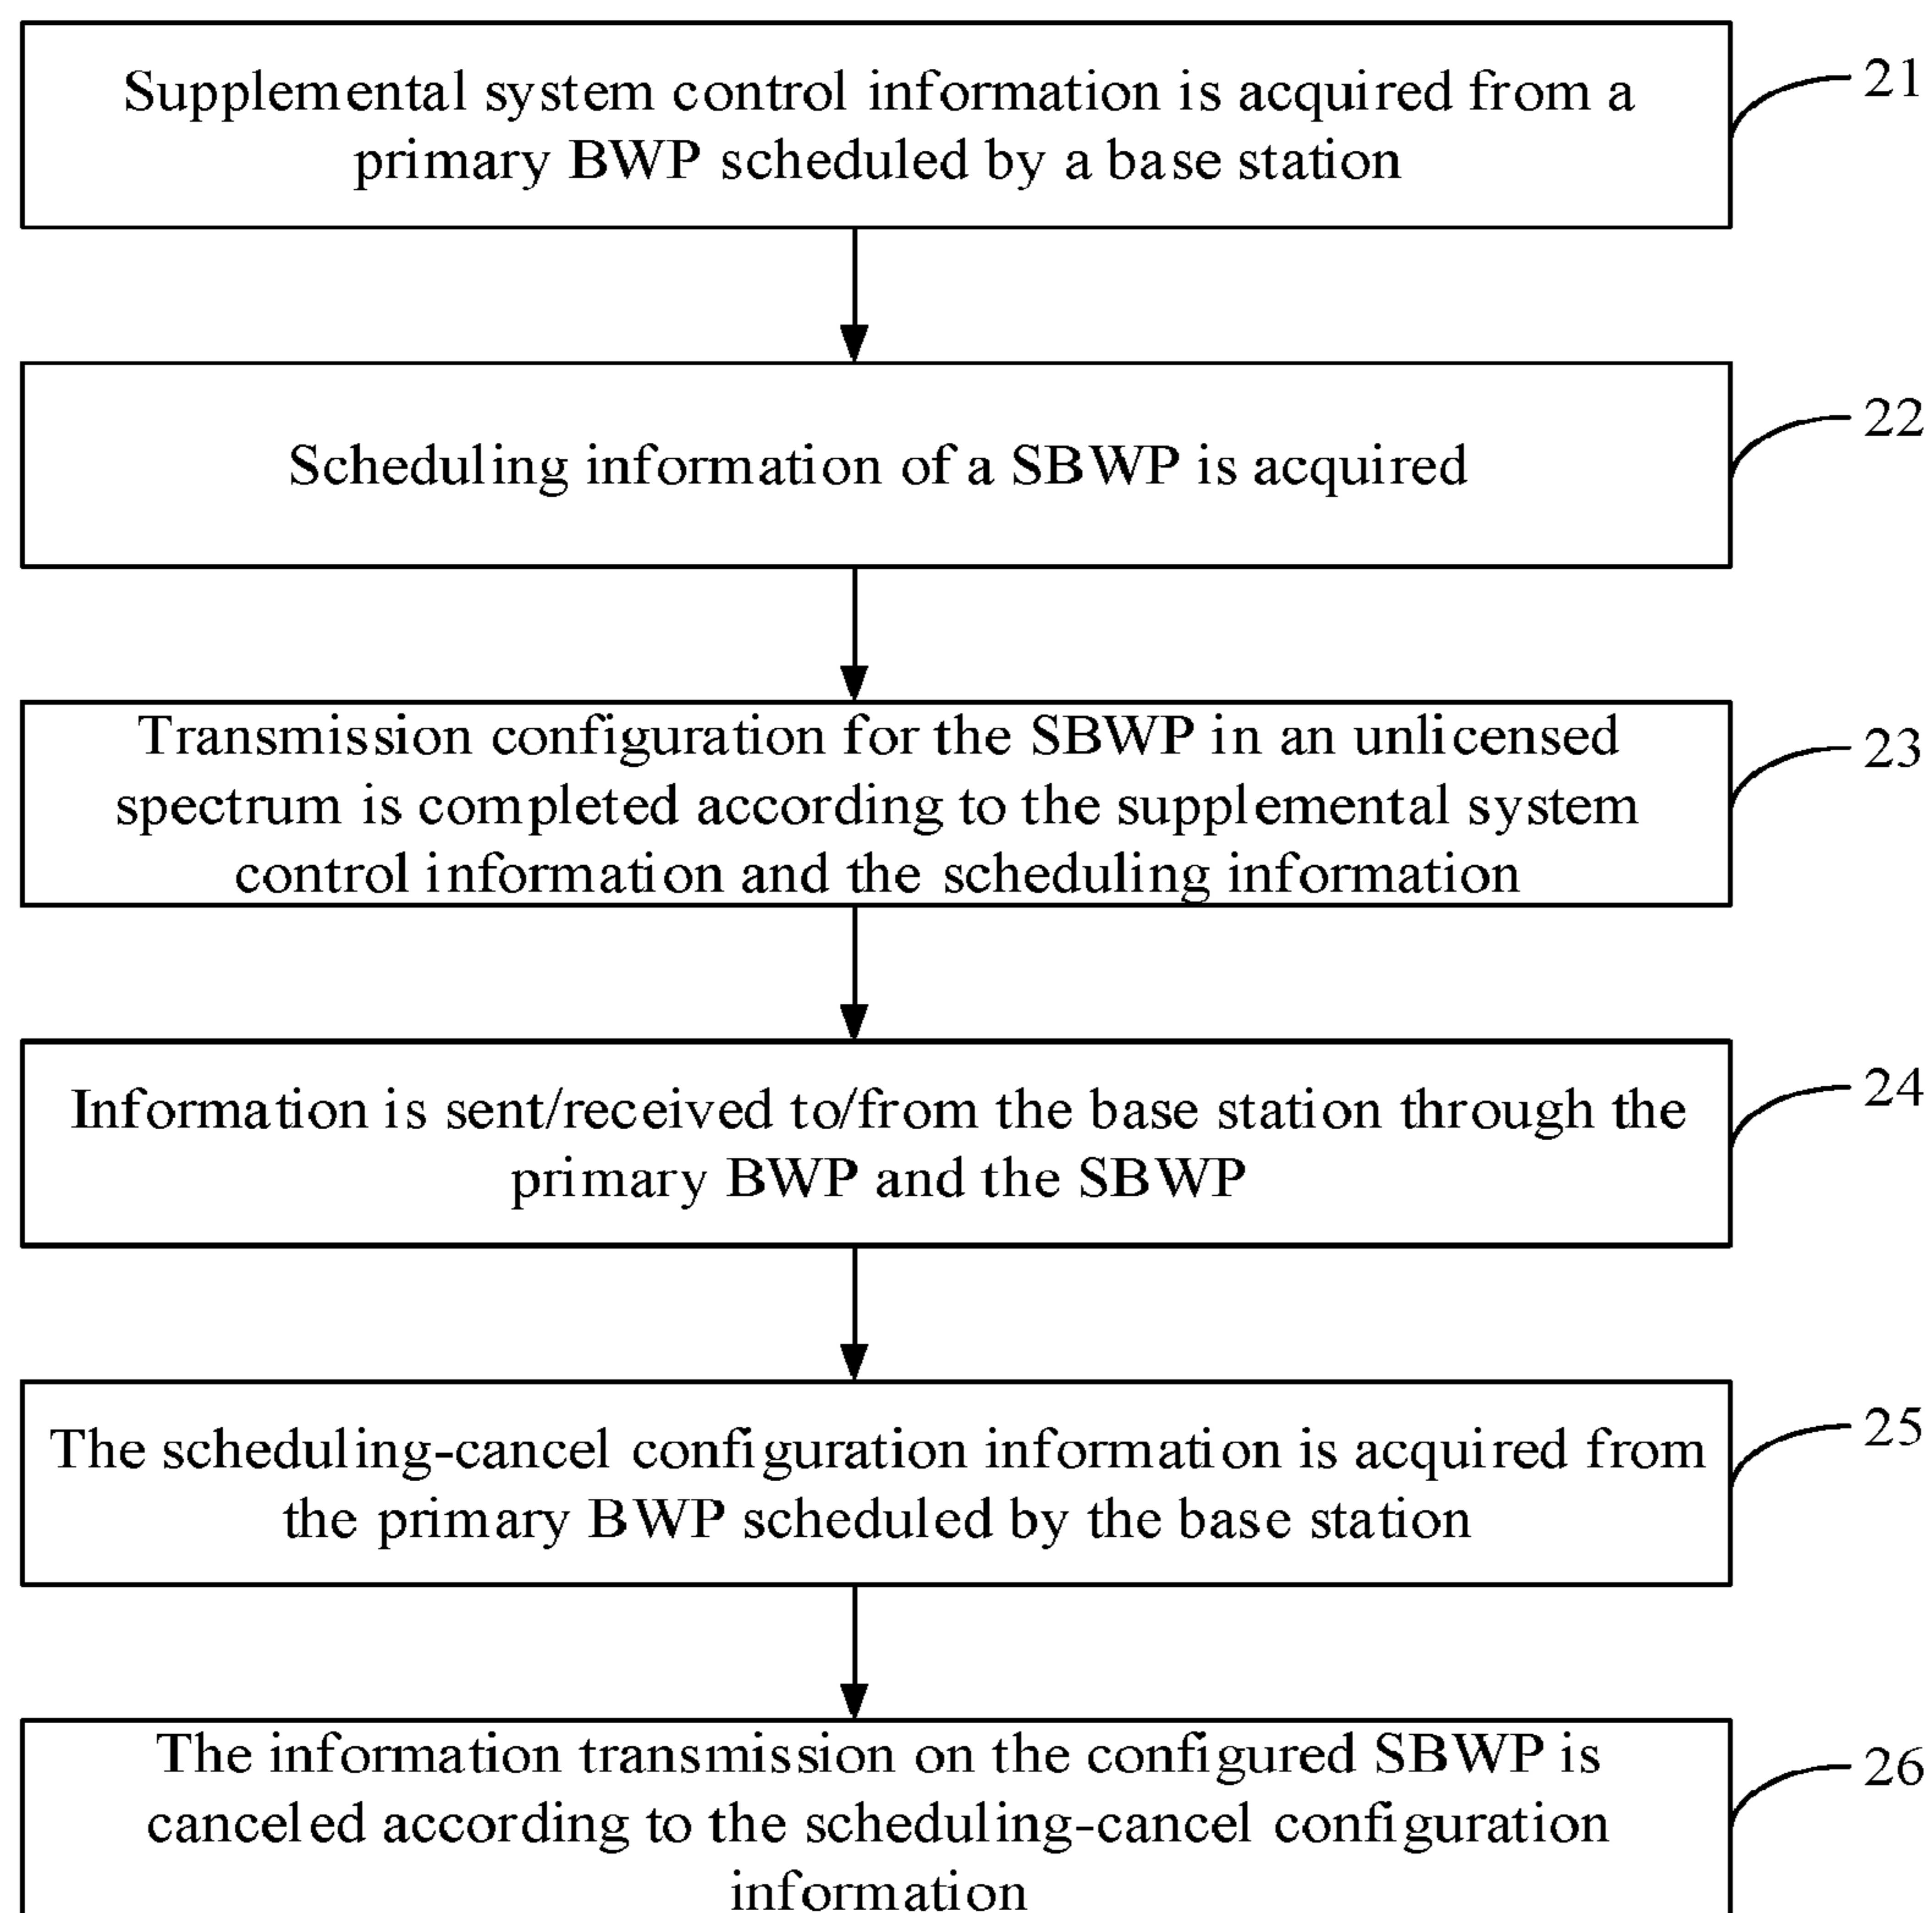 Supplemental system control information is acquired from a
primary BWP scheduled by a base station
21
Scheduling information of a SBWP is acquired
22
Transmission configuration for the SBWP in an unlicensed
spectrum is completed according to the supplemental system
control information and the scheduling information
23
Information is sent/received to/from the base station through the
primary BWP and the SBWP
24
The scheduling-cancel configuration information is acquired from
the primary BWP scheduled by the base station
25
The information transmission on the configured SBWP is
canceled according to the scheduling-cancel configuration
information
26